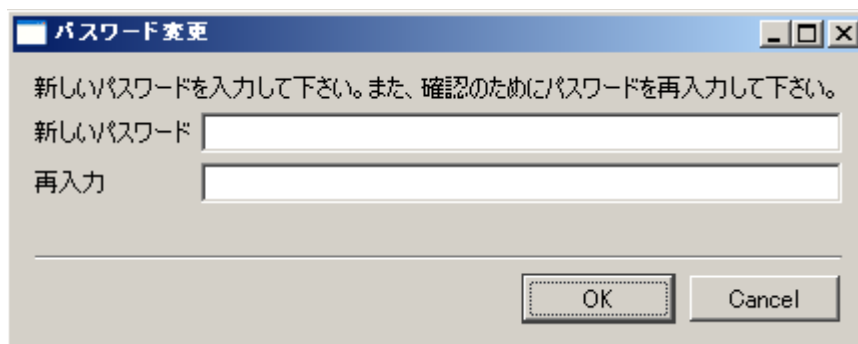 パスワード変更
新しいパスワードを入力して下さい。また、確認のためにパスワードを再入力して下さい。
新しいパスワード
再入力
OK Cancel